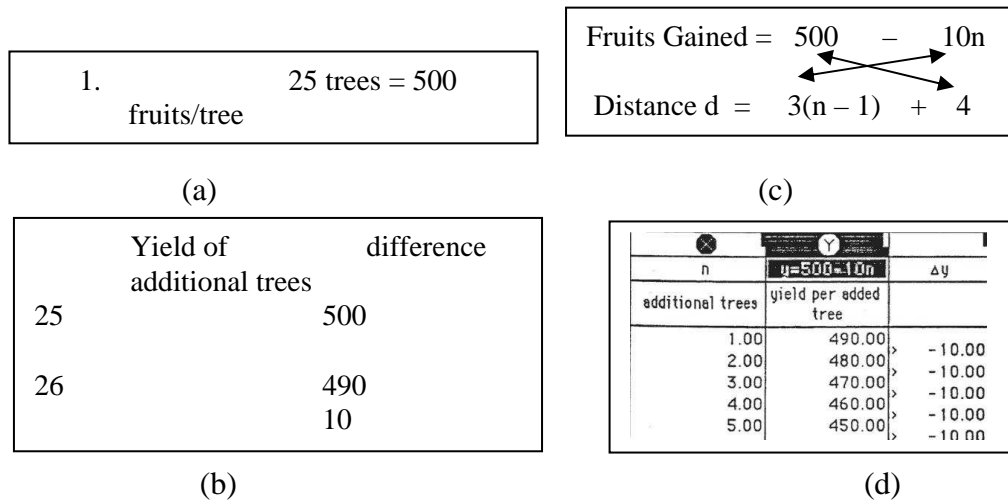 1. 25 trees = 500
fruits/tree
(a)
Fruits Gained = 500 – 10n
Distance d = 3(n – 1) + 4
(c)
Yield of difference
additional trees
25 500
26 490
10
(b)
X Y
n y=500-10n Δy
additional trees yield per added
tree
1.00 490.00
> -10.00
2.00 480.00
> -10.00
3.00 470.00
> -10.00
4.00 460.00
> -10.00
5.00 450.00
> -10.00
(d)